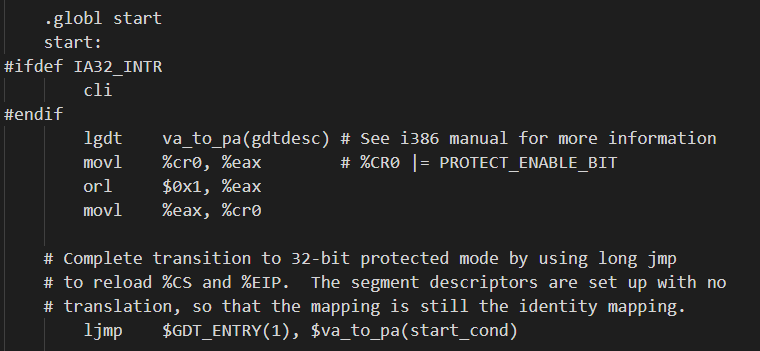 .globl start
start:
#ifdef IA32_INTR
cli
#endif
lgdt va_to_pa(gdtdesc) # See i386 manual for more information
movl %cr0, %eax # %CR0 |= PROTECT_ENABLE_BIT
orl $0x1, %eax
movl %eax, %cr0
# Complete transition to 32-bit protected mode by using long jmp
# to reload %CS and %EIP. The segment descriptors are set up with no
# translation, so that the mapping is still the identity mapping.
ljmp $GDT_ENTRY(1), $va_to_pa(start_cond)